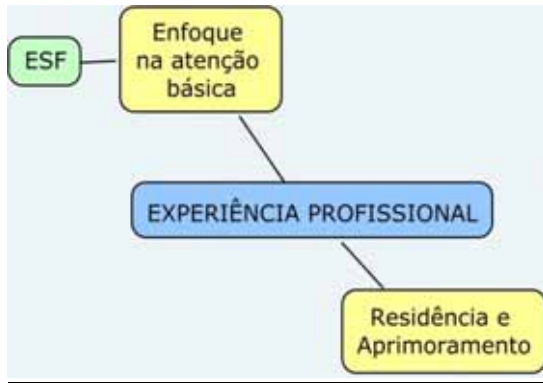 ESF
Enfoque
na atenção
básica
EXPERIÊNCIA PROFISSIONAL
Residência e
Aprimoramento